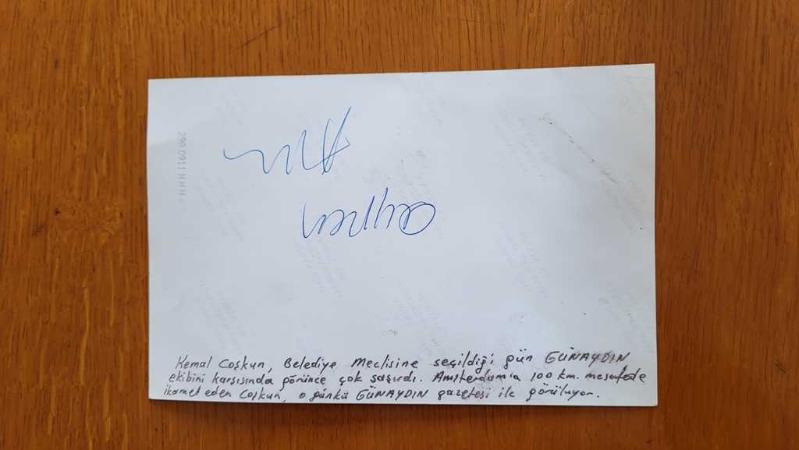 Kemal Coşkun, Belediye Meclisine seçildiği gün GÜNAYDIN
ekibini karşısında görünce çok şaşırdı. Amsterdamın 100 km. mesafede
ikamet eden Coşkun, o günkü GÜNAYDIN gazetesi ile görülüyor.